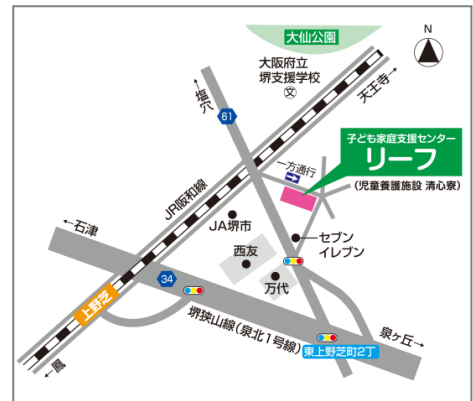 大仙公園
N
大阪府立
堺支援学校
文
天王寺→
←塩穴
61
子ども家庭支援センター
リーフ
(児童養護施設 清心寮)
一方通行
JR阪和線
JA堺市
←石津
セブン
イレブン
西友
万代
34
上野芝
堺狭山線(泉北1号線)
泉ヶ丘→
東上野芝町2丁
←鳳